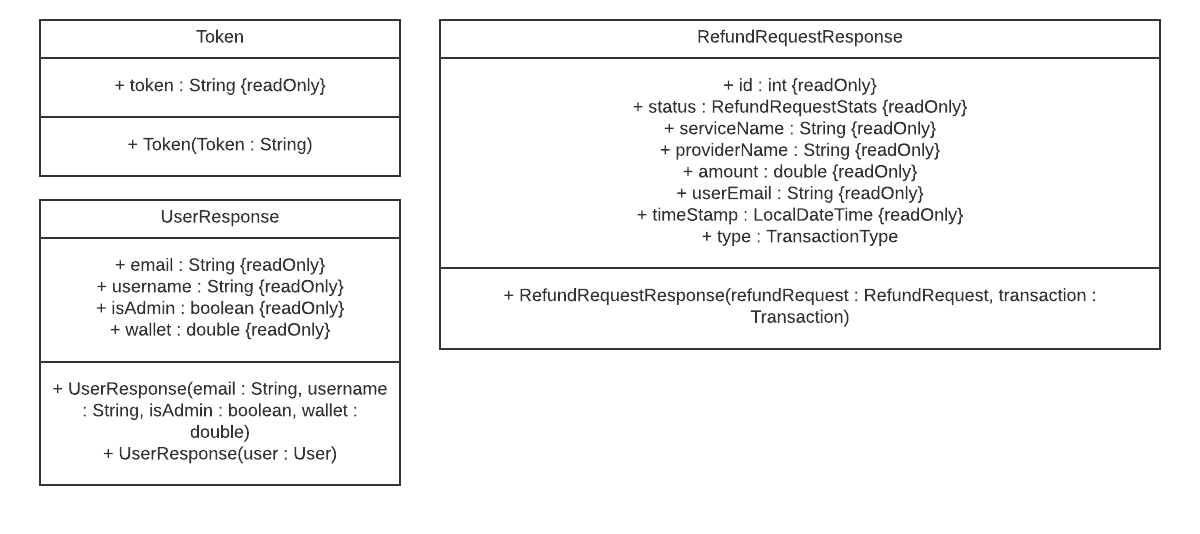 Token
+ token : String {readOnly}
+ Token(Token : String)
UserResponse
+ email : String {readOnly}
+ username : String {readOnly}
+ isAdmin : boolean {readOnly}
+ wallet : double {readOnly}
+ UserResponse(email : String, username
: String, isAdmin : boolean, wallet :
double)
+ UserResponse(user : User)
RefundRequestResponse
+ id : int {readOnly}
+ status : RefundRequestStats {readOnly}
+ serviceName : String {readOnly}
+ providerName : String {readOnly}
+ amount : double {readOnly}
+ userEmail : String {readOnly}
+ timeStamp : LocalDateTime {readOnly}
+ type : TransactionType
+ RefundRequestResponse(refundRequest : RefundRequest, transaction :
Transaction)